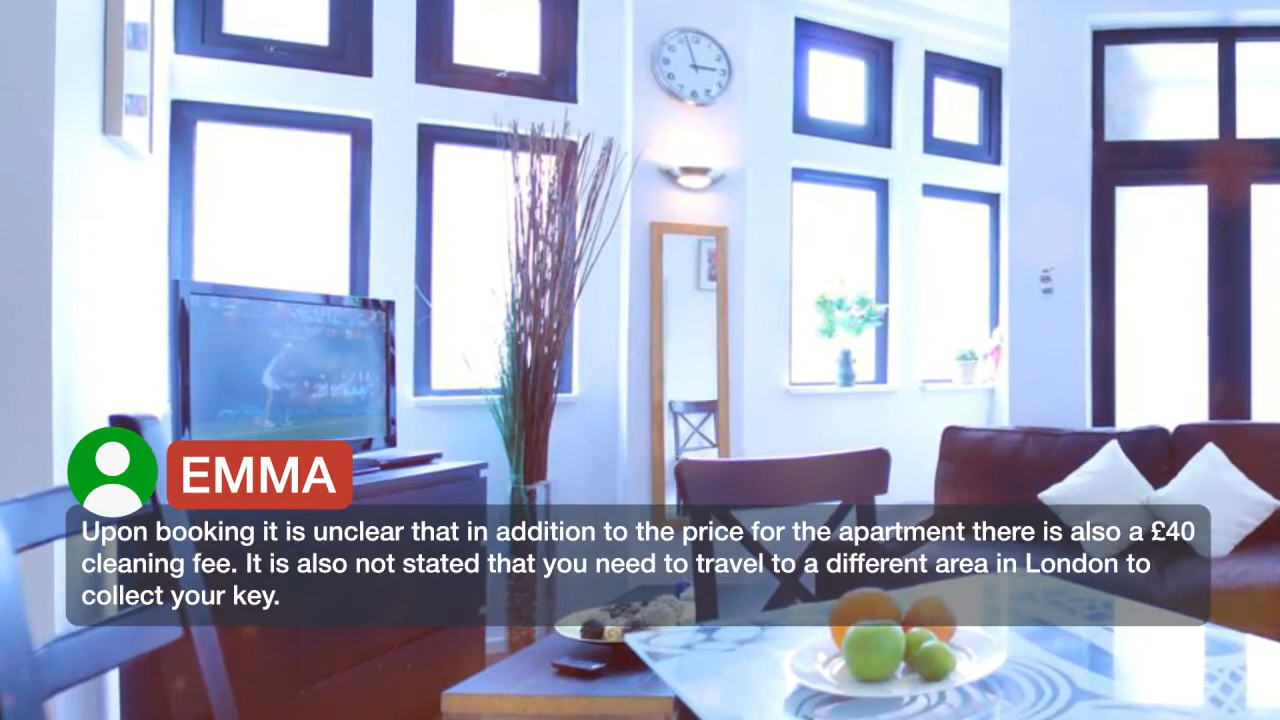 EMMA
Upon booking it is unclear that in addition to the price for the apartment there is also a £40
cleaning fee. It is also not stated that you need to travel to a different area in London to
collect your key.